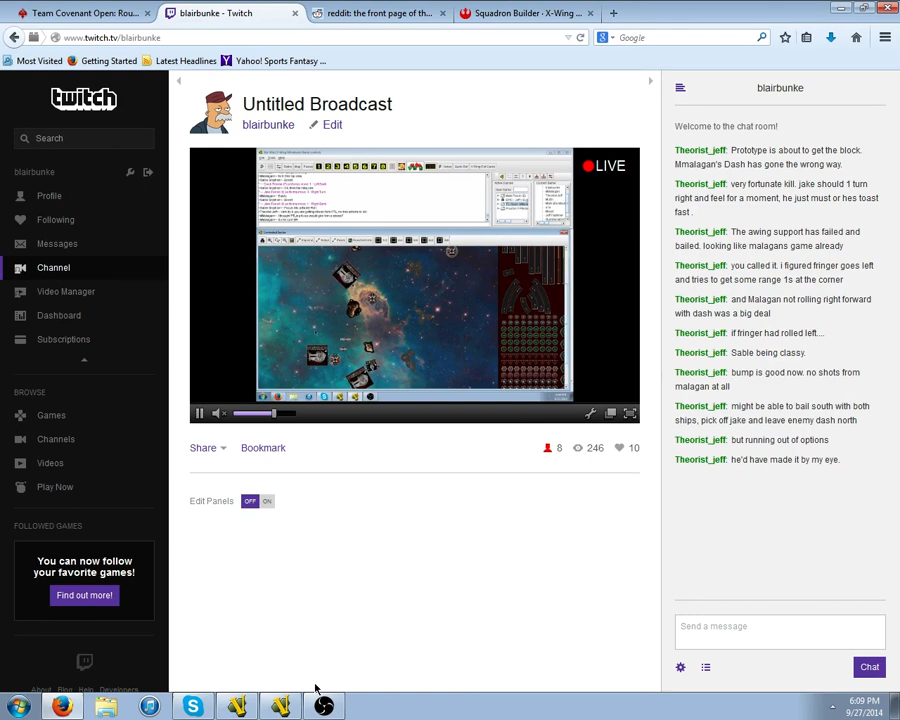 Team Covenant Open: Rou... ×
blairbunke - Twitch ×
reddit: the front page of th... ×
Squadron Builder · X-Wing ... ×
www.twitch.tv/blairbunke
Google
Most Visited Getting Started Latest Headlines Yahoo! Sports Fantasy ...
twitch
Search
blairbunke
Profile
Following
Messages
Channel
Video Manager
Dashboard
Subscriptions
BROWSE
Games
Channels
Videos
Play Now
FOLLOWED GAMES
You can now follow
your favorite games!
Find out more!
About Blog Help Developers
Untitled Broadcast
blairbunke Edit
LIVE
Share Bookmark 8 246 10
Edit Panels OFF ON
blairbunke
Welcome to the chat room!
Theorist_jeff: Prototype is about to get the block.
Mmalagan's Dash has gone the wrong way.
Theorist_jeff: very fortunate kill. jake should 1 turn
right and feel for a moment, he just must or hes toast
fast .
Theorist_jeff: The awing support has failed and
bailed. looking like malagans game already
Theorist_jeff: you called it. i figured fringer goes left
and tries to get some range 1s at the corner
Theorist_jeff: and Malagan not rolling right forward
with dash was a big deal
Theorist_jeff: if fringer had rolled left....
Theorist_jeff: Sable being classy.
Theorist_jeff: bump is good now. no shots from
malagan at all
Theorist_jeff: might be able to bail south with both
ships, pick off jake and leave enemy dash north
Theorist_jeff: but running out of options
Theorist_jeff: he'd have made it by my eye.
Send a message
Chat
6:09 PM
9/27/2014